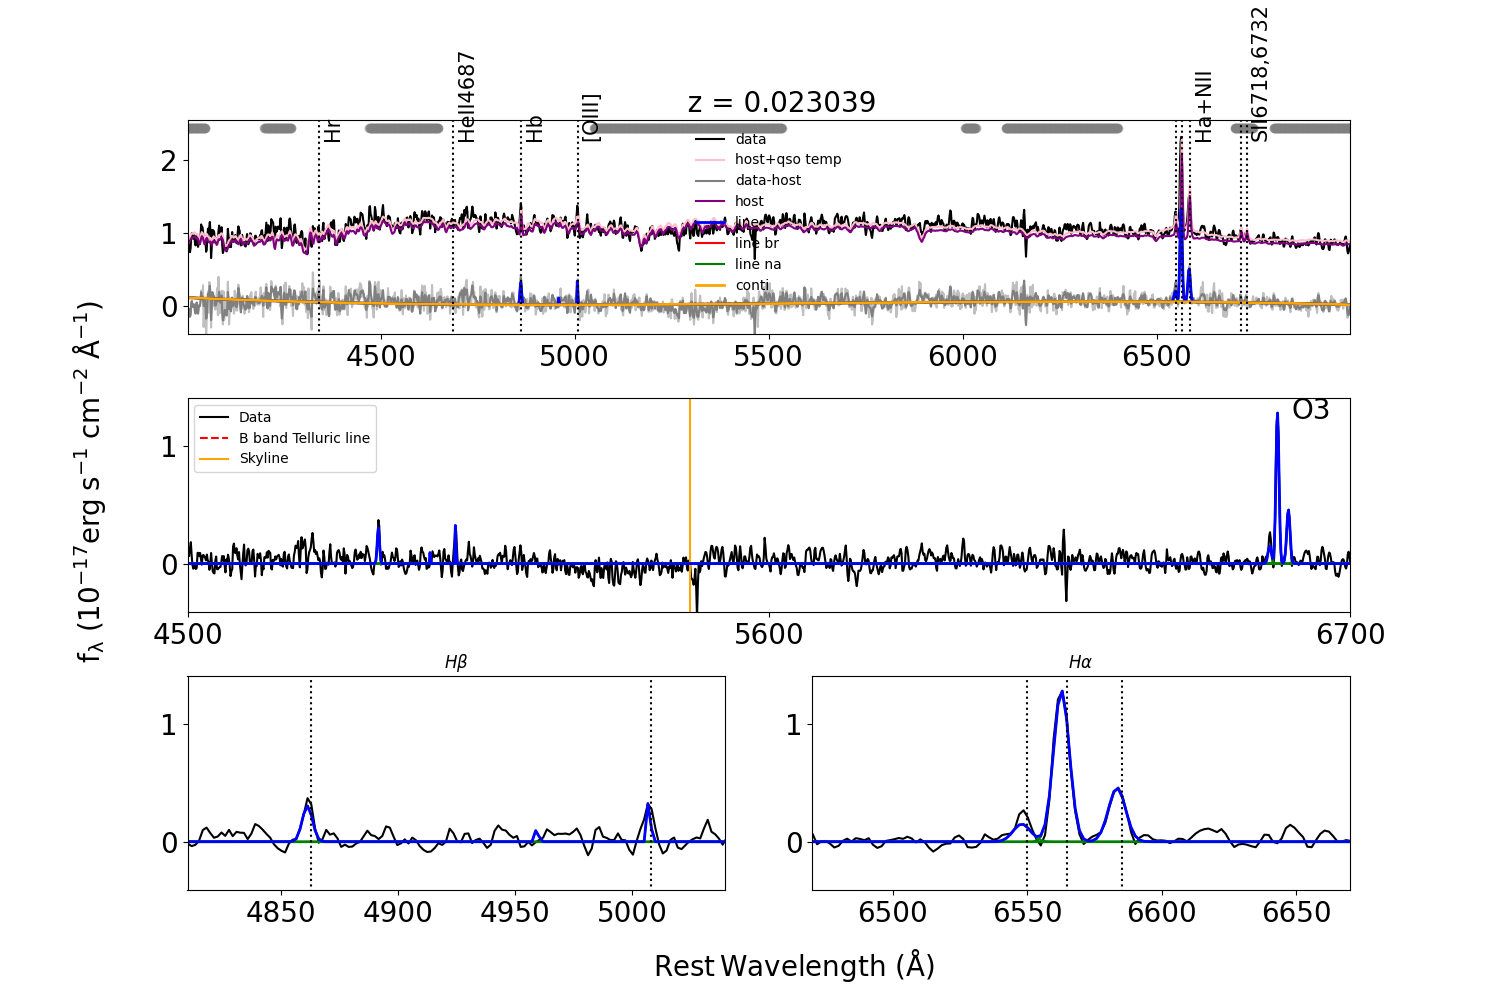 z = 0.023039
Hr
HeII4687
Hb
[OIII]
Ha+NII
SII6718,6732
data
host+qso temp
data-host
host
line
line br
line na
conti
2
1
0
4500 5000 5500 6000 6500
fλ (10⁻¹⁷erg s⁻¹ cm⁻² Å⁻¹)
Data
B band Telluric line
Skyline
O3
1
0
4500 5600 6700
Hβ
1
0
4850 4900 4950 5000
Hα
1
0
6500 6550 6600 6650
Rest Wavelength (Å)